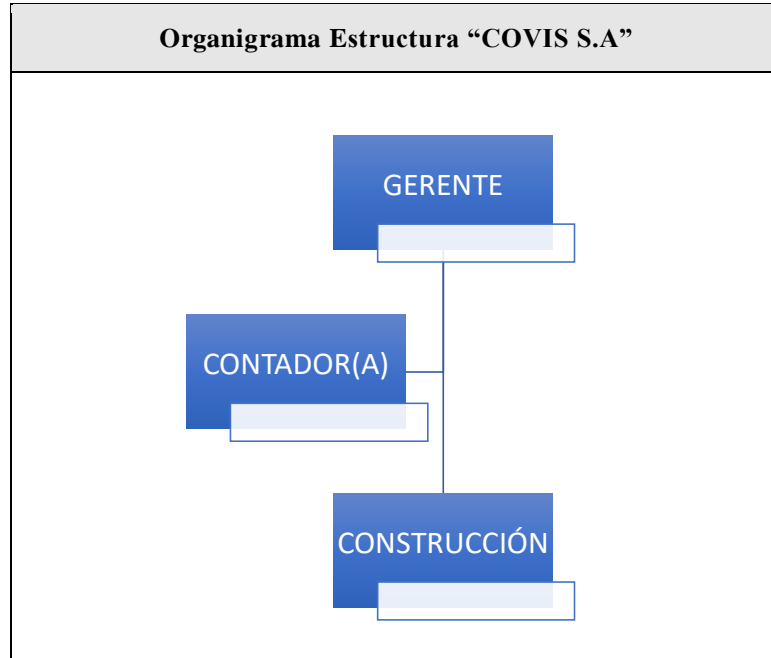 Organigrama Estructura “COVIS S.A”
GERENTE
CONTADOR(A)
CONSTRUCCIÓN